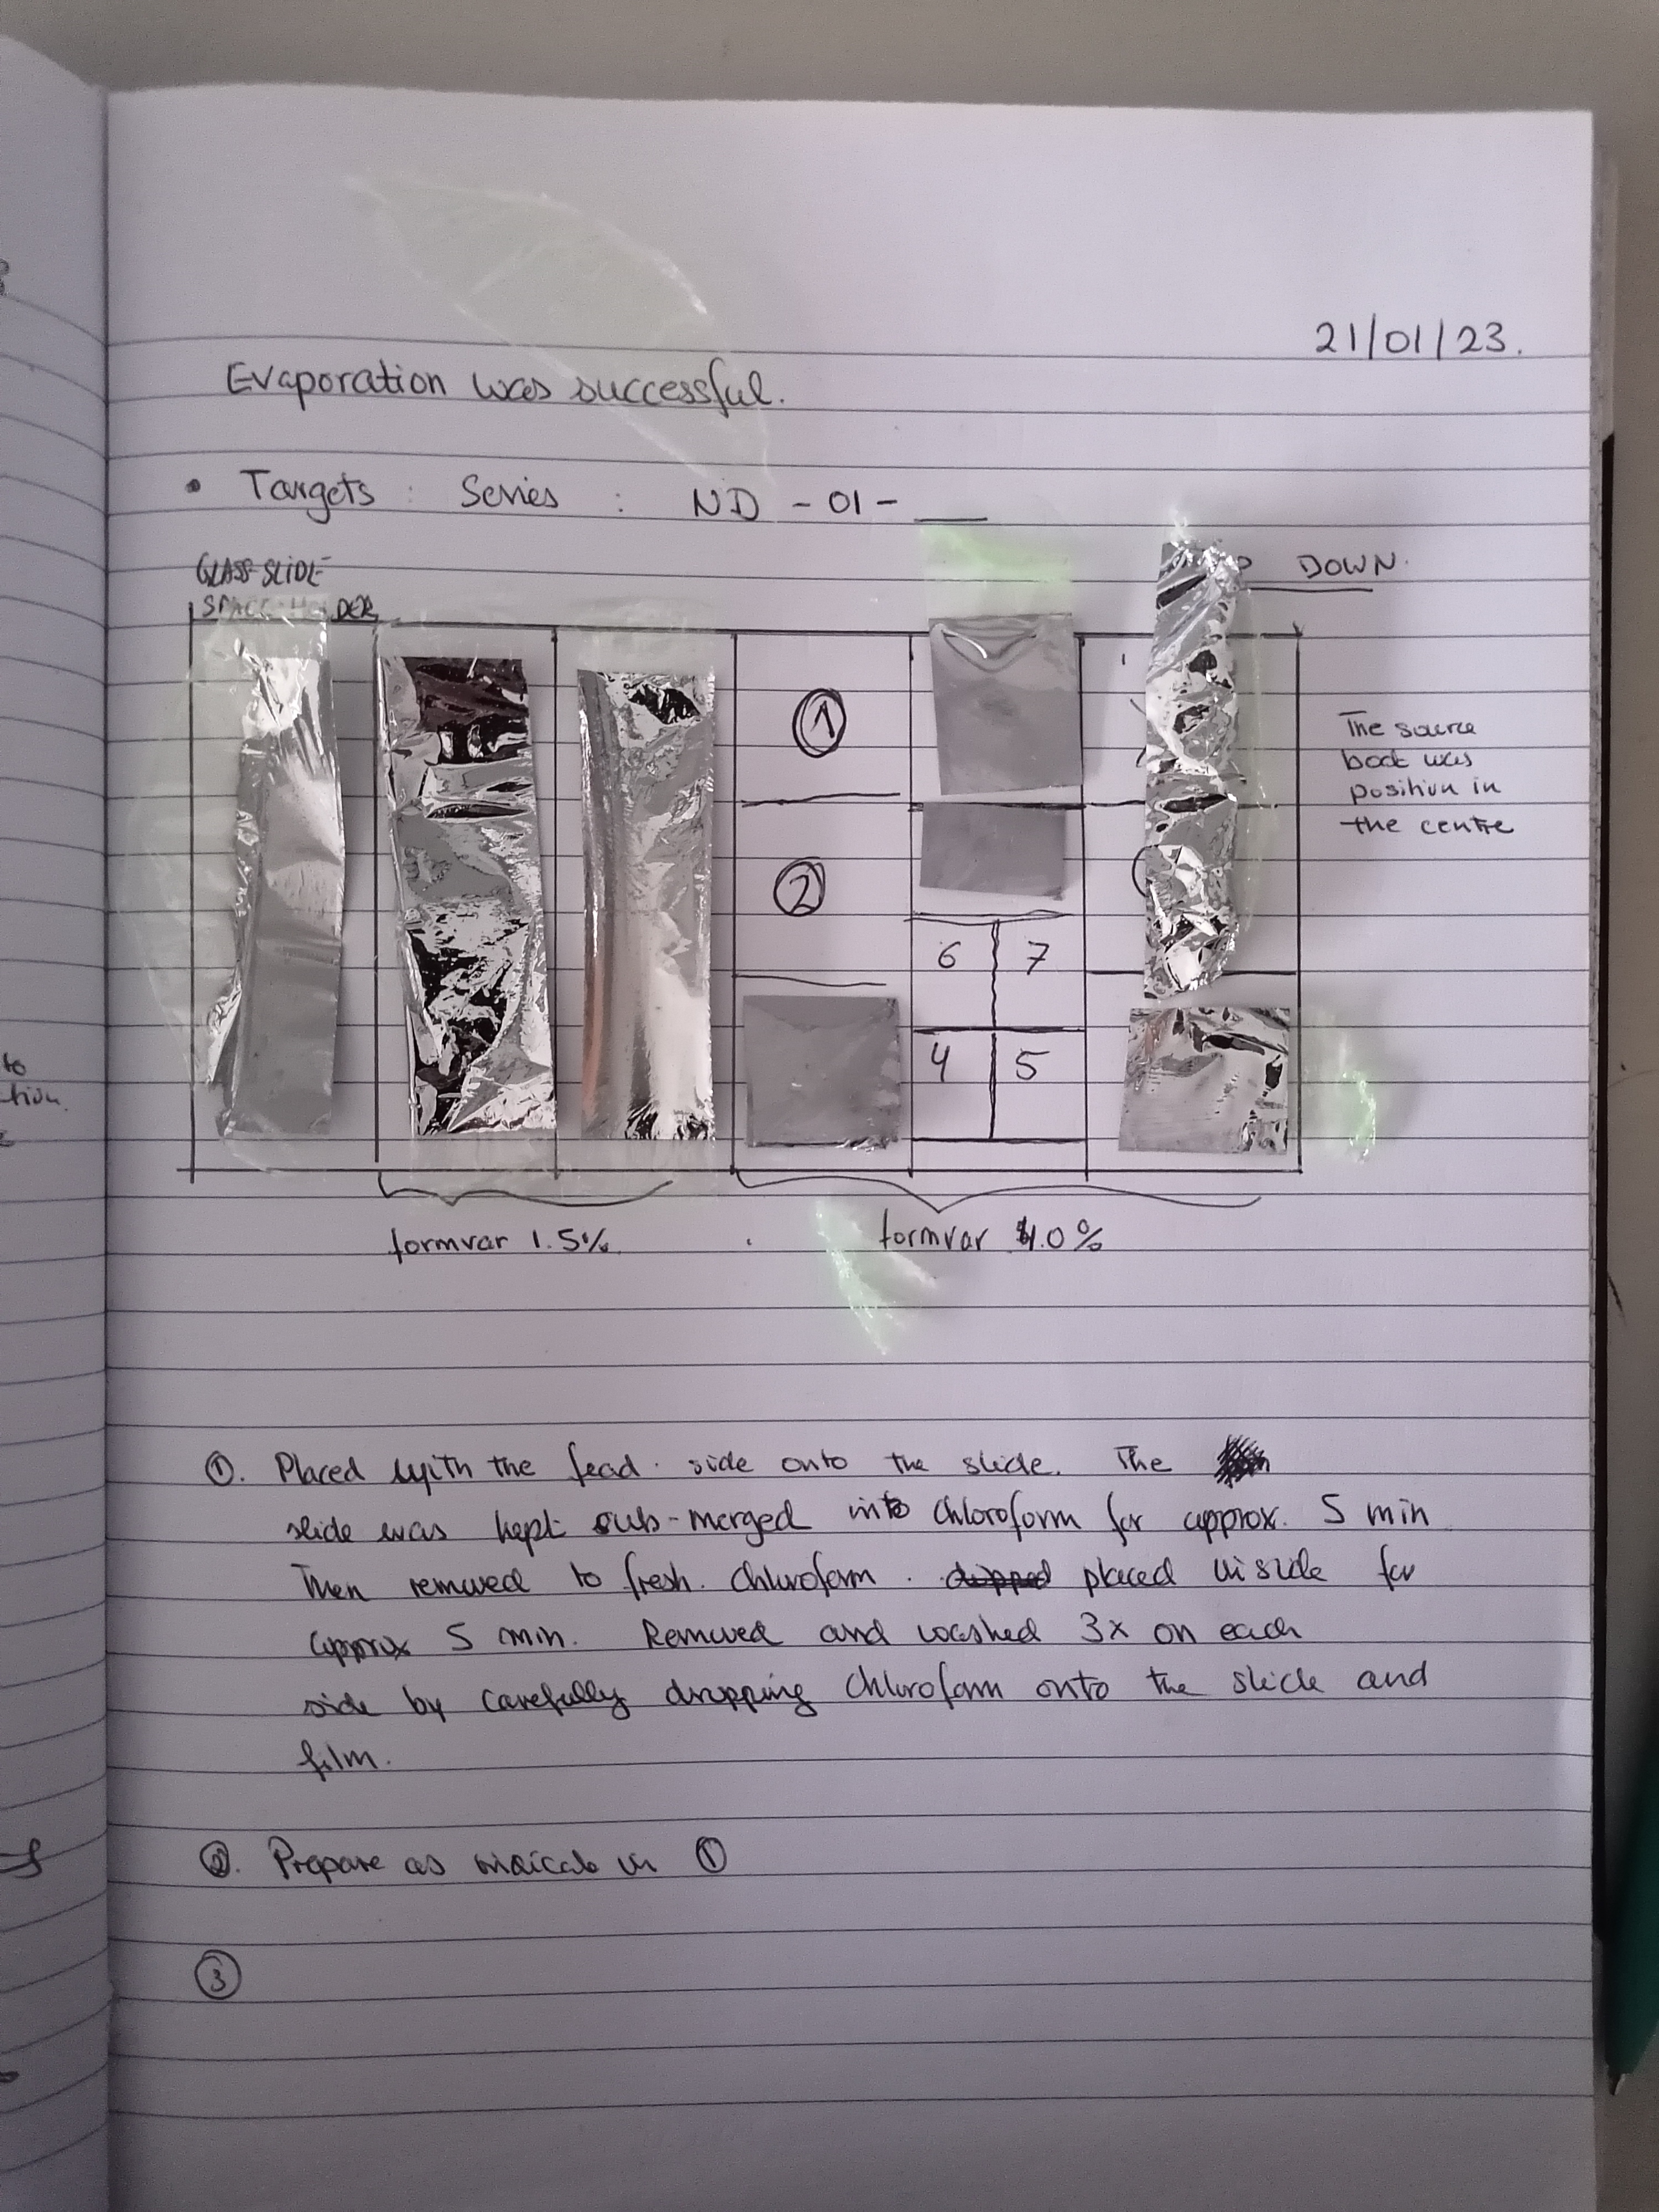 21/01/23.
Evaporation was successful.
• Targets : Series : ND - 01 - __
GLASS SLIDE
SPACE HOLDER
DOWN.
①
②
6 7
4 5
The source
boat was
position in
the centre
formvar 1.5%
formvar 1.0%
①. Placed with the lead side onto the slide. The
slide was kept sub-merged into chloroform for approx. 5 min
Then removed to fresh chloroform. dipped placed inside for
approx 5 min. Removed and washed 3x on each
side by carefully dropping chloroform onto the slide and
film.
②. Prepare as in ①
③
to
tion.